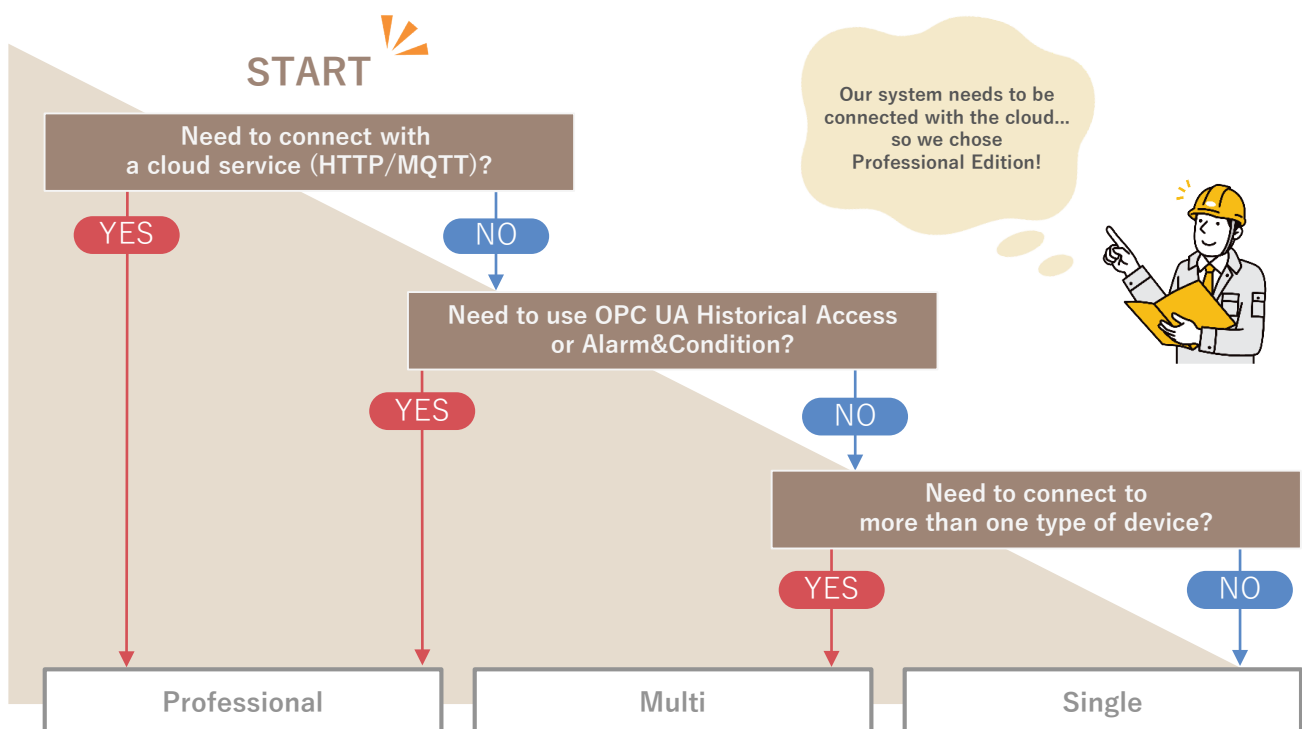 START
Need to connect with
a cloud service (HTTP/MQTT)?
Our system needs to be
connected with the cloud...
so we chose
Professional Edition!
YES
NO
Need to use OPC UA Historical Access
or Alarm&Condition?
YES
NO
Need to connect to
more than one type of device?
YES
NO
Professional
Multi
Single